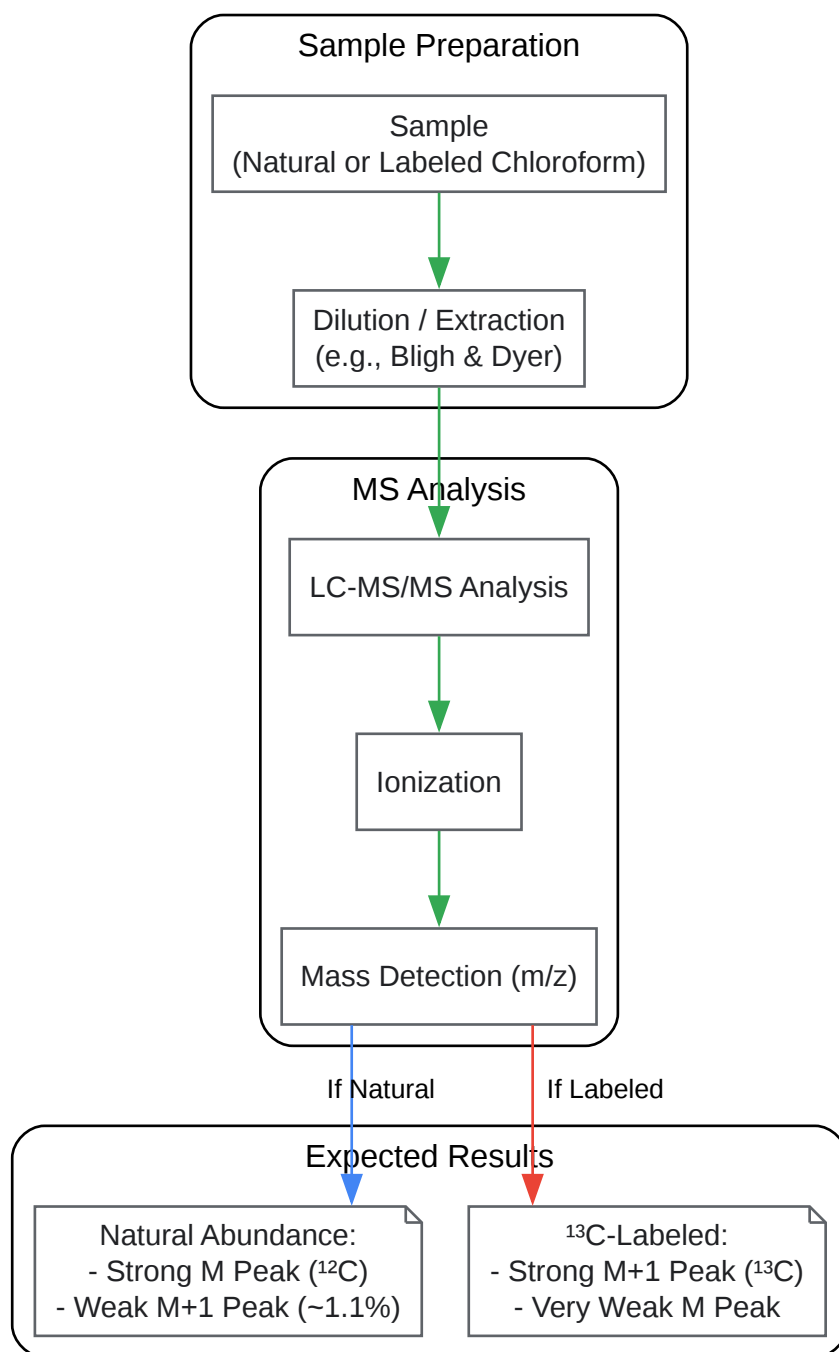 Sample Preparation
Sample
(Natural or Labeled Chloroform)
Dilution / Extraction
(e.g., Bligh & Dyer)
MS Analysis
LC-MS/MS Analysis
Ionization
Mass Detection (m/z)
If Natural
If Labeled
Expected Results
Natural Abundance:
- Strong M Peak (¹²C)
- Weak M+1 Peak (~1.1%)
¹³C-Labeled:
- Strong M+1 Peak (¹³C)
- Very Weak M Peak